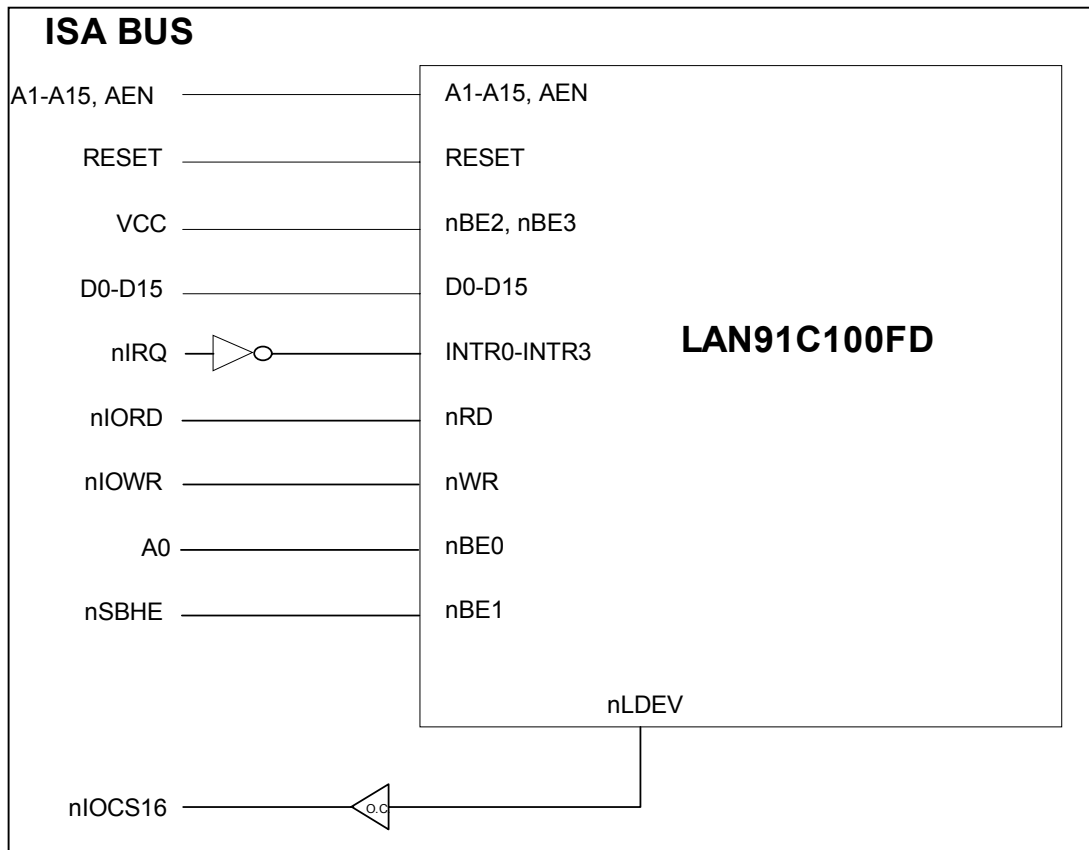 ISA BUS
A1-A15, AEN A1-A15, AEN
RESET RESET
VCC nBE2, nBE3
D0-D15 D0-D15
nIRQ INTR0-INTR3 LAN91C100FD
nIORD nRD
nIOWR nWR
A0 nBE0
nSBHE nBE1
nLDEV
nIOCS16 O.C